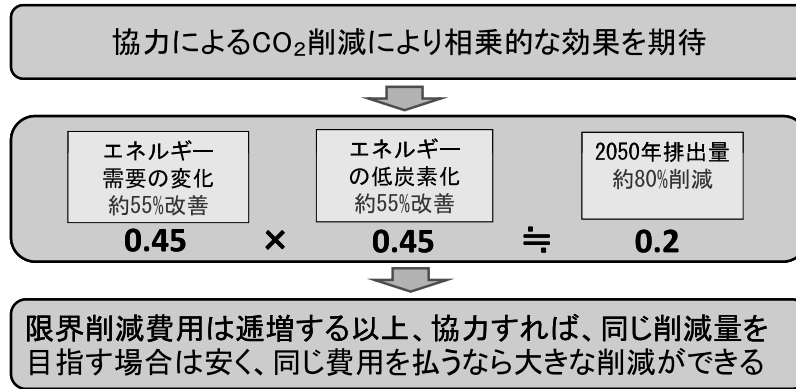 協力によるCO₂削減により相乗的な効果を期待
エネルギー
需要の変化
約55%改善
0.45
×
エネルギー
の低炭素化
約55%改善
0.45
≒
2050年排出量
約80%削減
0.2
限界削減費用は逓増する以上、協力すれば、同じ削減量を
目指す場合は安く、同じ費用を払うなら大きな削減ができる